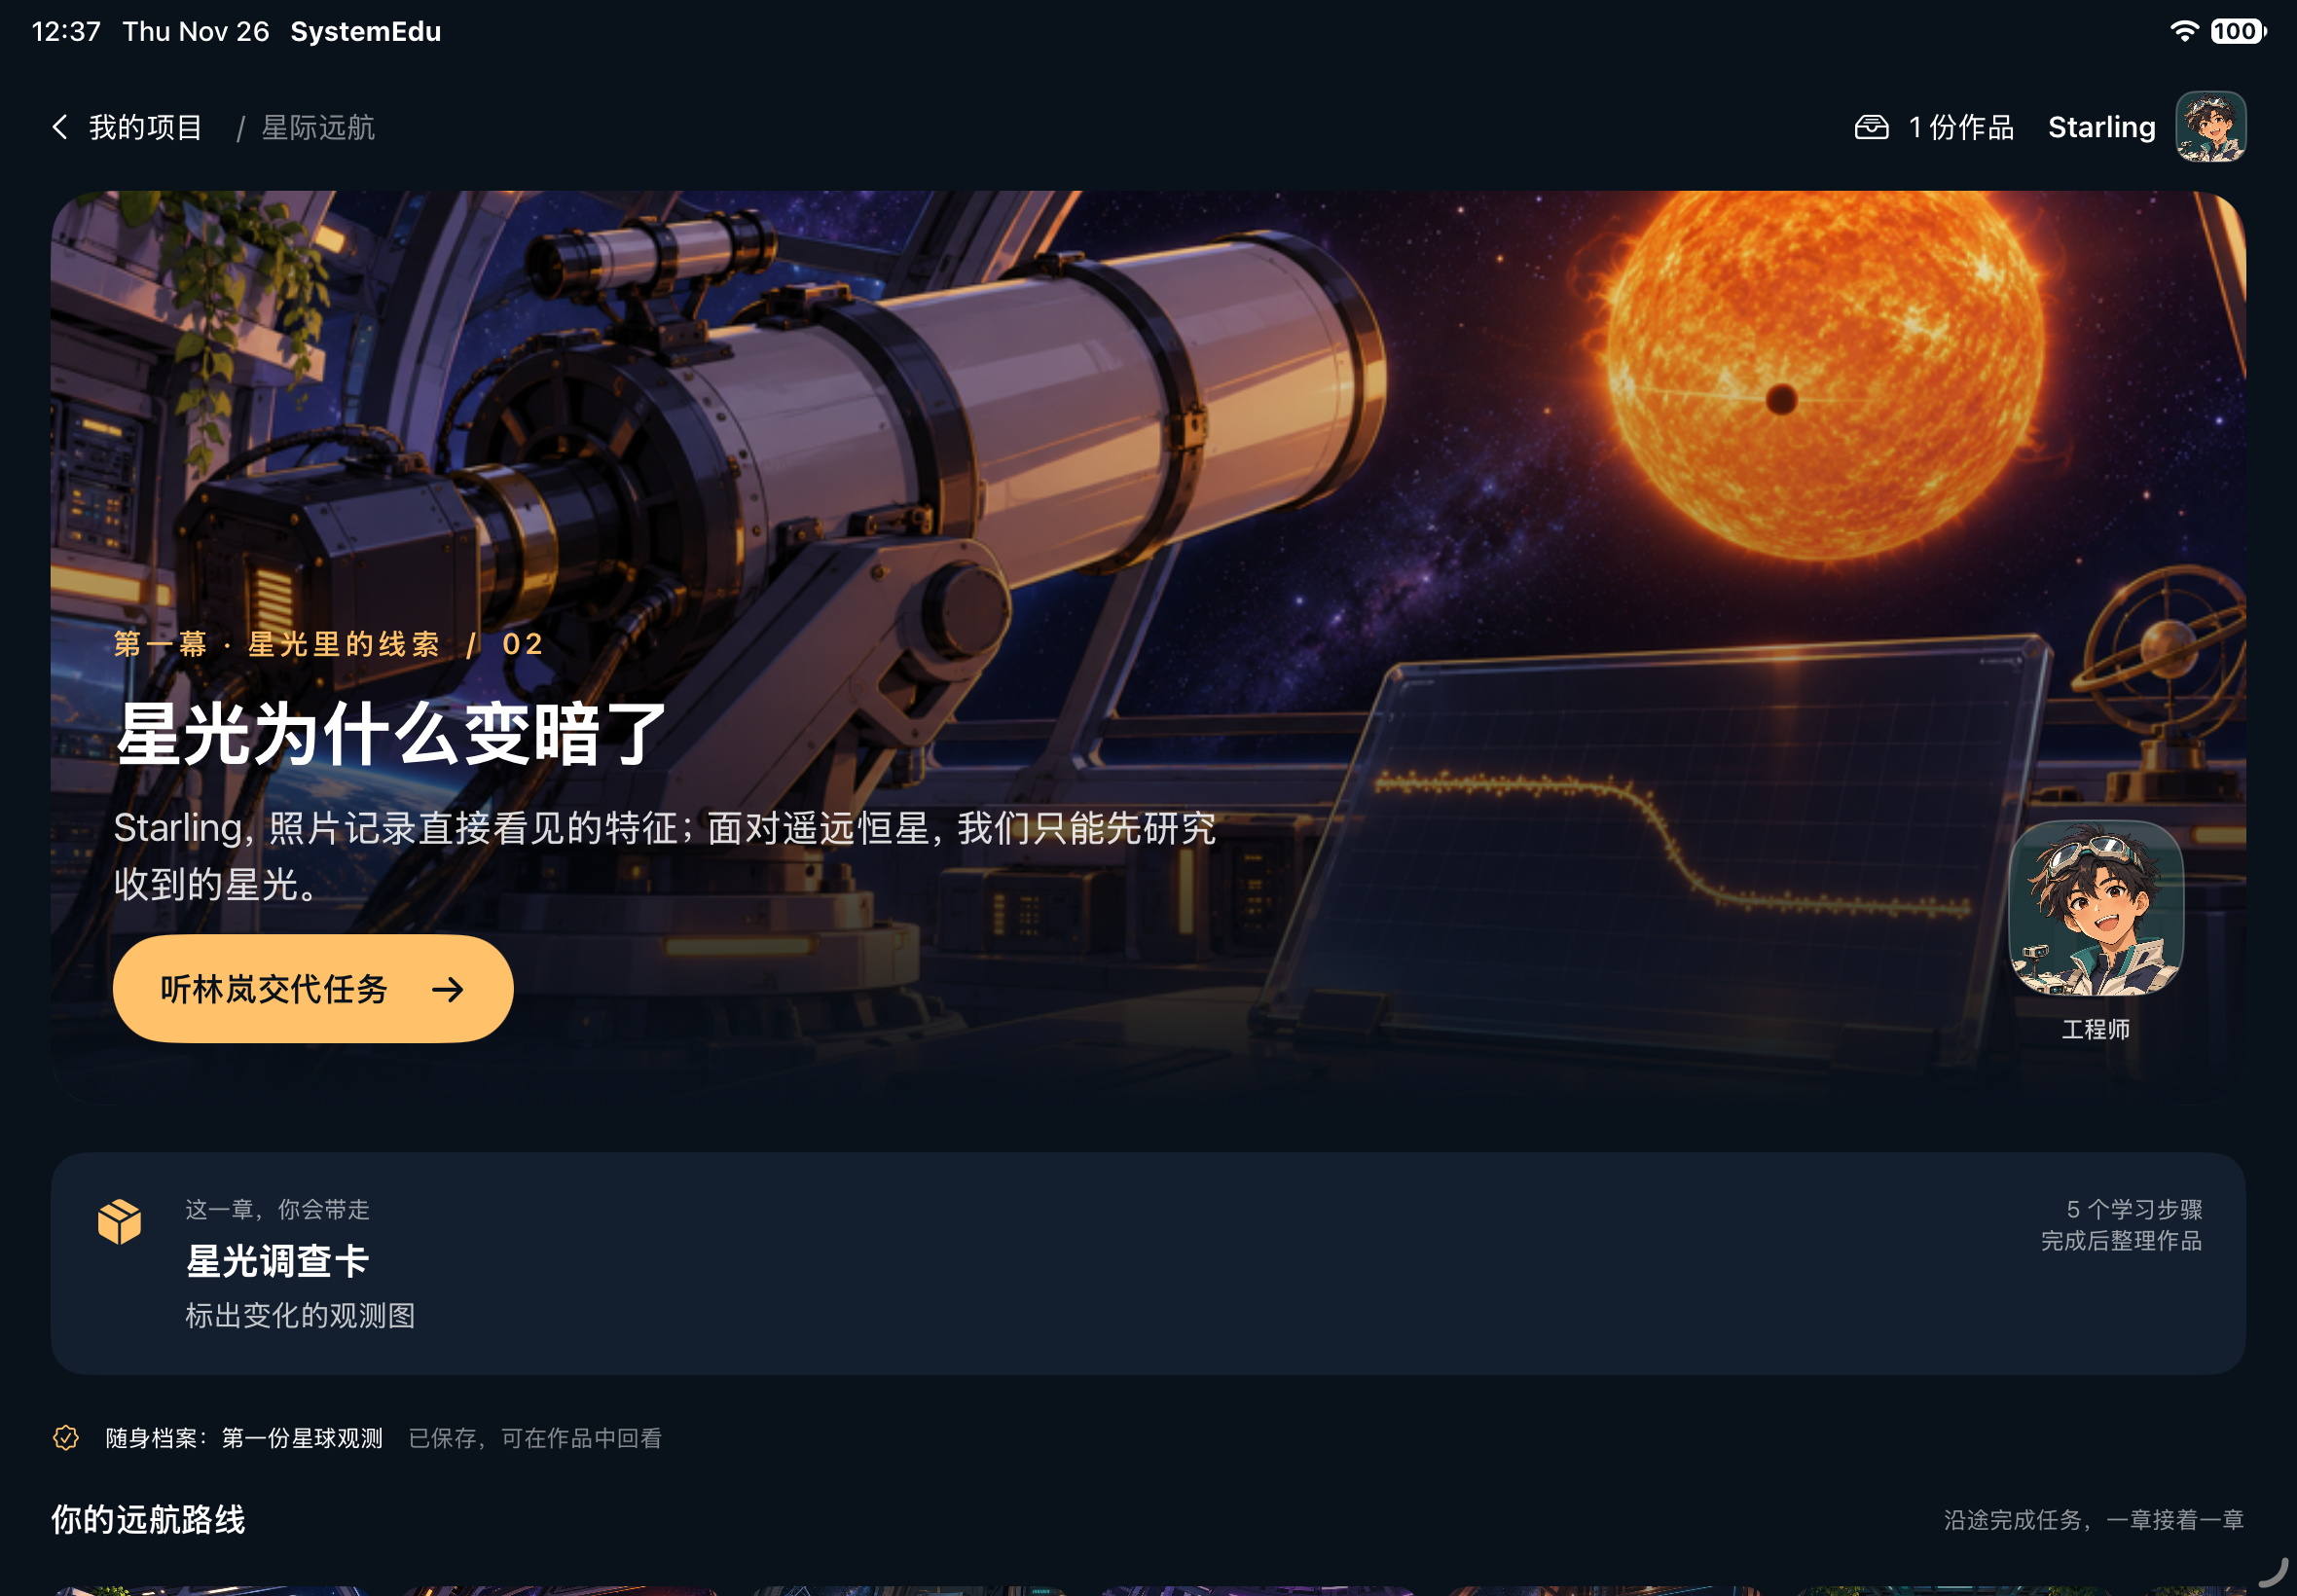 12:37 Thu Nov 26 SystemEdu
100
我的项目 / 星际远航
1 份作品 Starling
第一幕 · 星光里的线索 / 02
星光为什么变暗了
Starling, 照片记录直接看见的特征；面对遥远恒星，我们只能先研究
收到的星光。
听林岚交代任务 →
工程师
这一章，你会带走
星光调查卡
标出变化的观测图
5 个学习步骤
完成后整理作品
随身档案：第一份星球观测 已保存，可在作品中回看
你的远航路线
沿途完成任务，一章接着一章